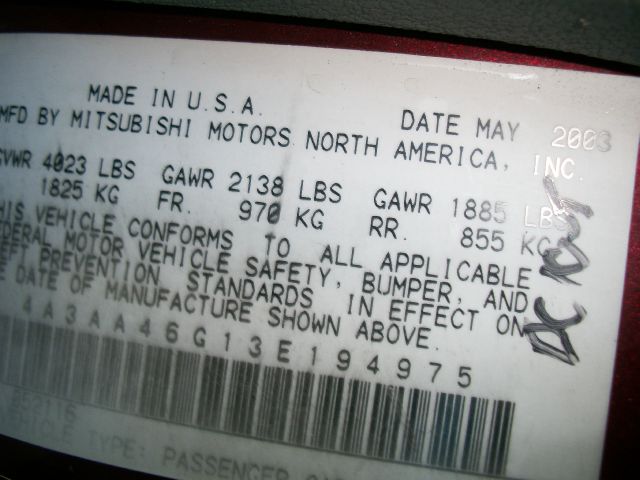 MADE IN U.S.A. DATE MAY 2003
MFD BY MITSUBISHI MOTORS NORTH AMERICA, INC.
GVWR 4023 LBS GAWR 2138 LBS GAWR 1885 LBS
1825 KG FR. 970 KG RR. 855 KG
THIS VEHICLE CONFORMS TO ALL APPLICABLE
FEDERAL MOTOR VEHICLE SAFETY, BUMPER, AND
THEFT PREVENTION STANDARDS IN EFFECT ON
THE DATE OF MANUFACTURE SHOWN ABOVE.
4A3AA46G13E194975
VEHICLE TYPE: PASSENGER
DC